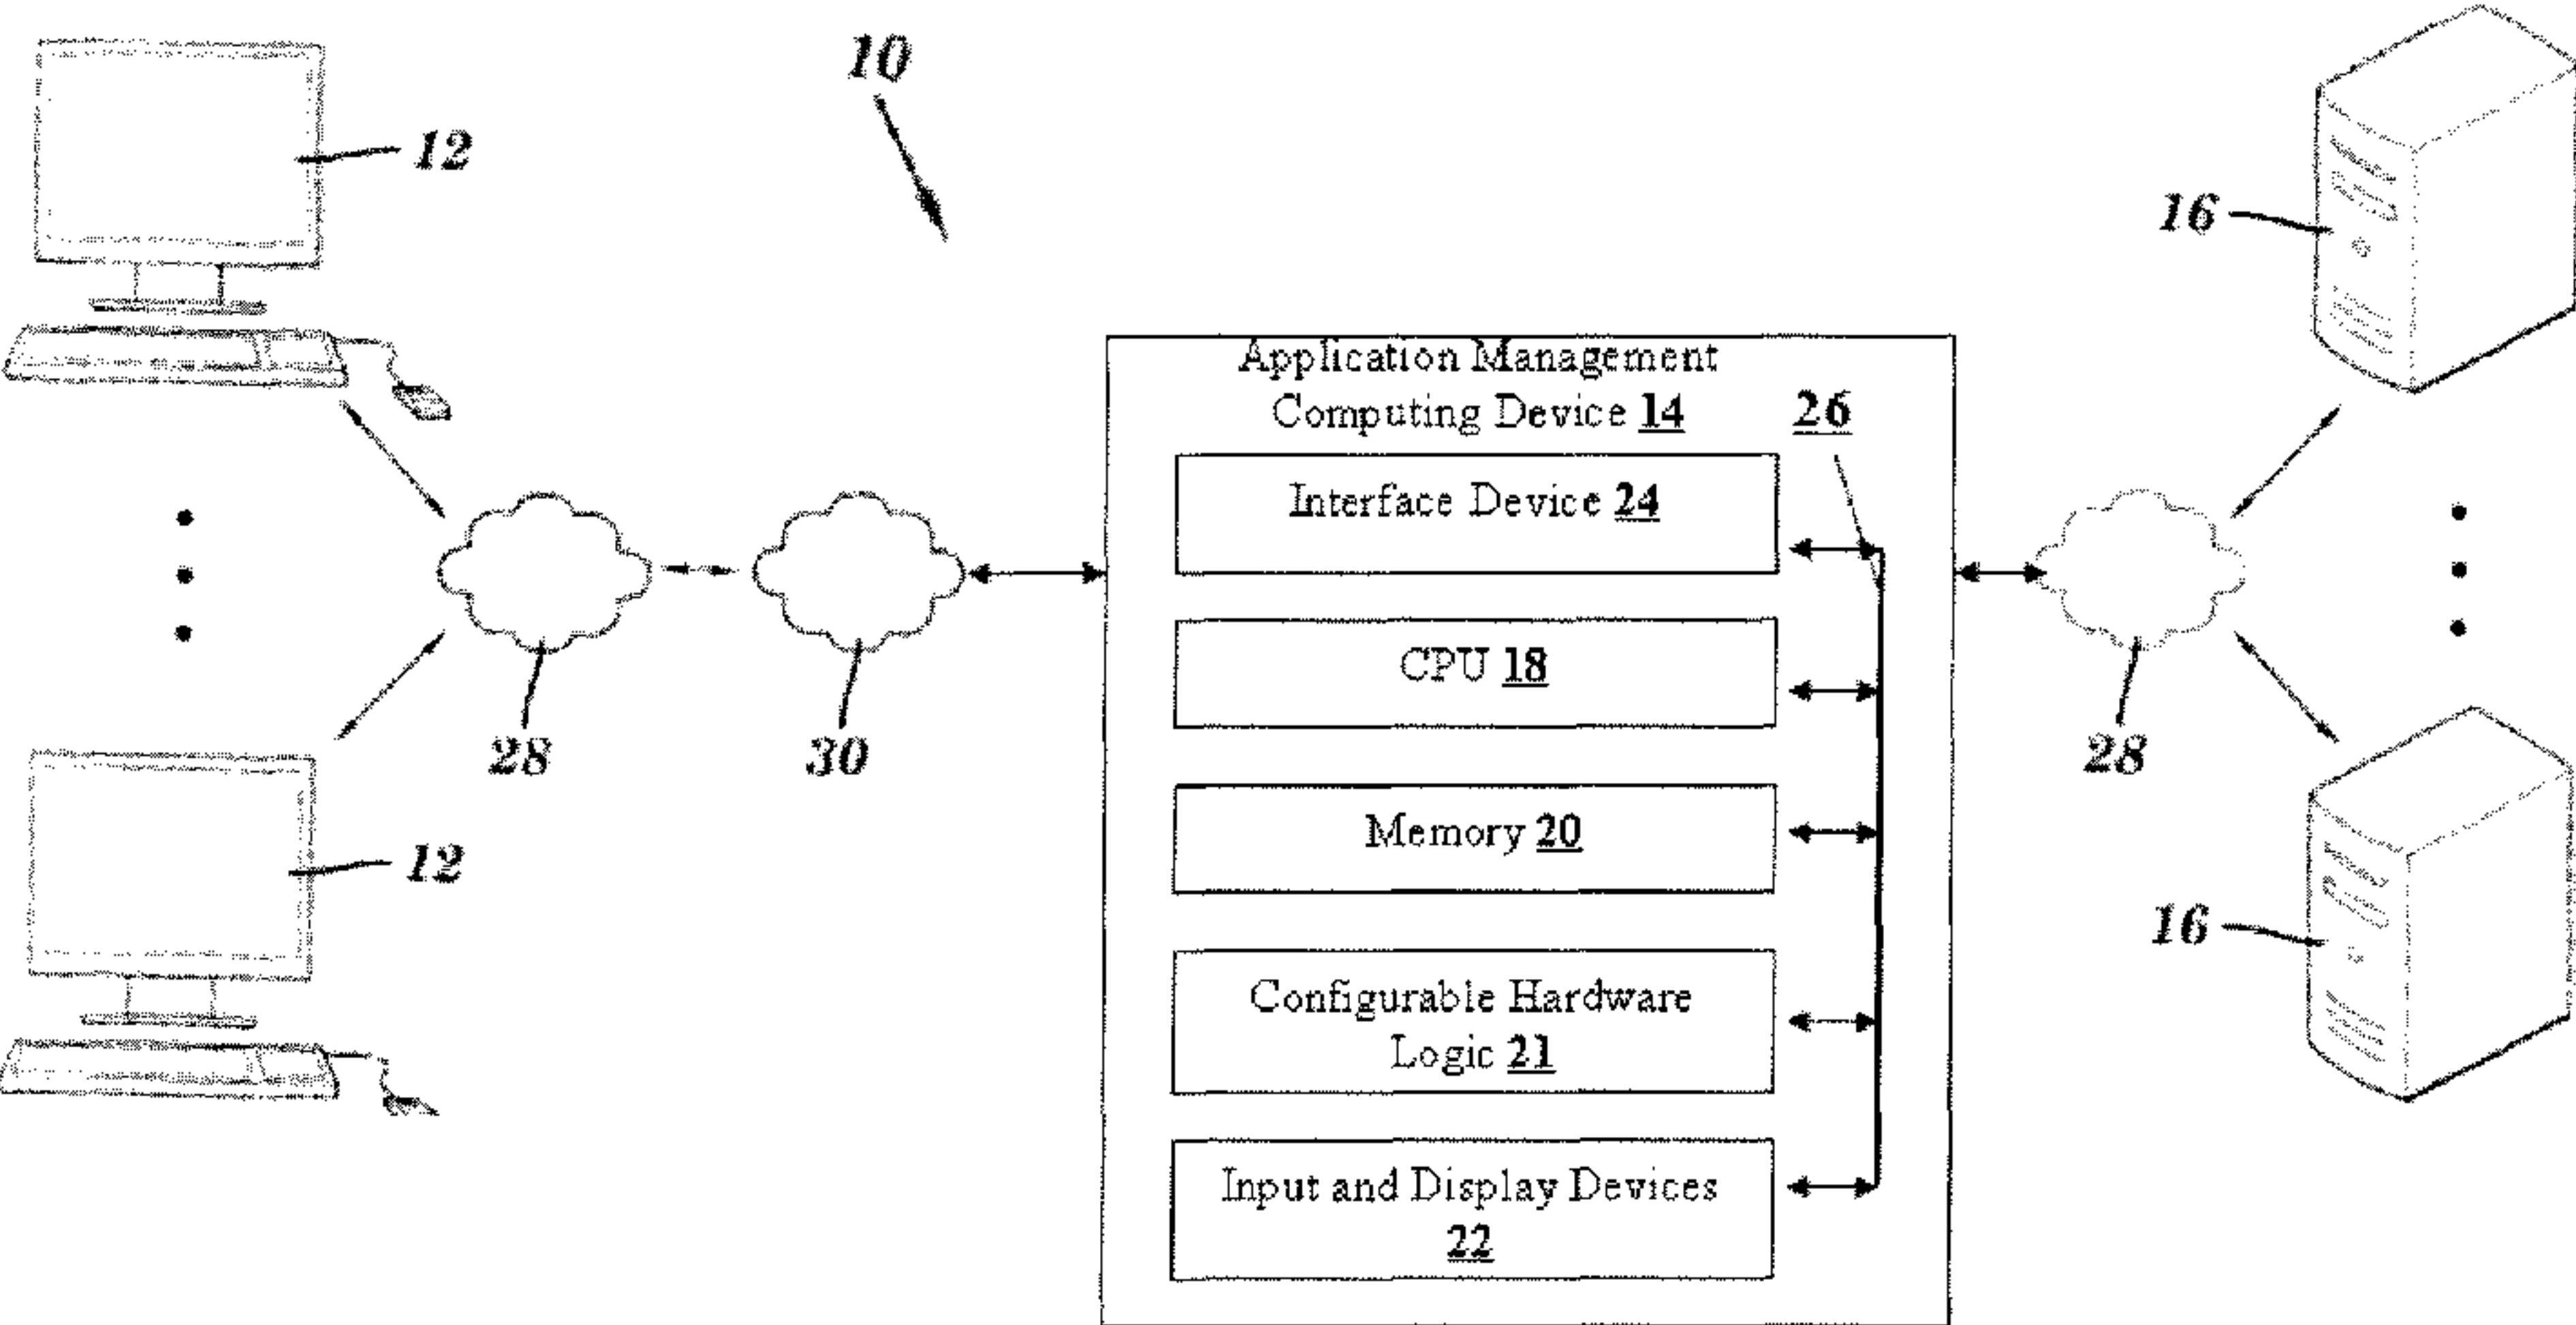 10
12
16
Application Management
Computing Device 14
26
Interface Device 24
CPU 18
28
30
28
Memory 20
12
16
Configurable Hardware
Logic 21
Input and Display Devices
22